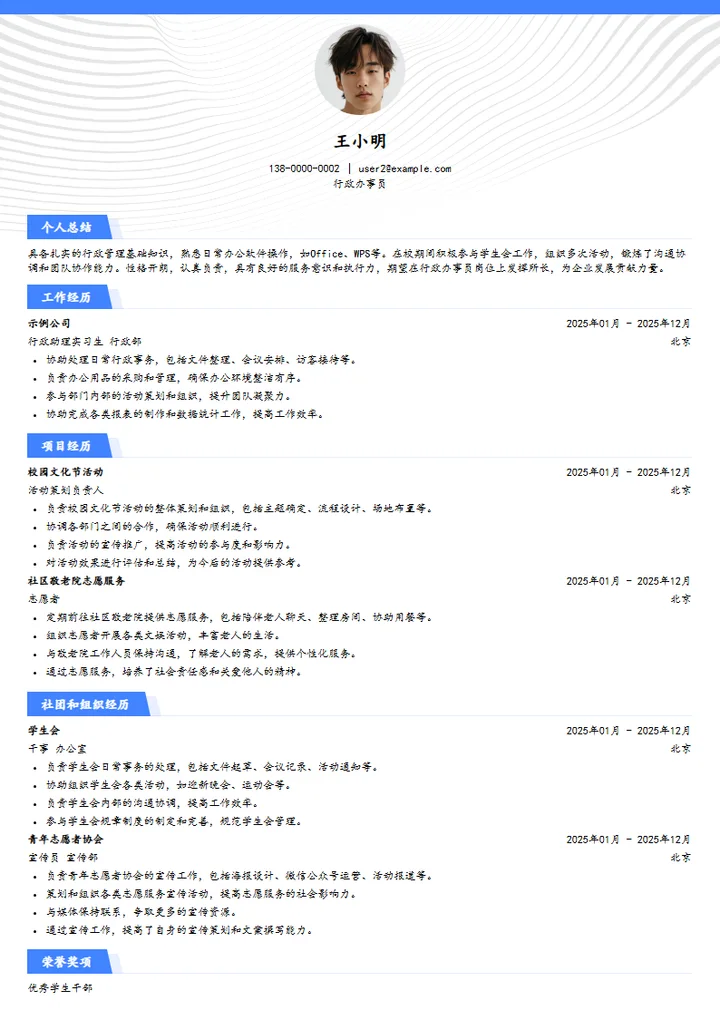 王小明
138-0000-0002 | user2@example.com
行政办事员
个人总结
具备扎实的行政管理基础知识，熟悉日常办公软件操作，如Office、WPS等。在校期间积极参与学生会工作，组织多次活动，锻炼了沟通协
调和团队协作能力。性格开朗，认真负责，具有良好的服务意识和执行力，期望在行政办事员岗位上发挥所长，为企业发展贡献力量。
工作经历
示例公司 2025年01月 - 2025年12月
行政助理实习生 行政部 北京
• 协助处理日常行政事务，包括文件整理、会议安排、访客接待等。
• 负责办公用品的采购和管理，确保办公环境整洁有序。
• 参与部门内部的活动策划和组织，提升团队凝聚力。
• 协助完成各类报表的制作和数据统计工作，提高工作效率。
项目经历
校园文化节活动 2025年01月 - 2025年12月
活动策划负责人 北京
• 负责校园文化节活动的整体策划和组织，包括主题确定、流程设计、场地布置等。
• 协调各部门之间的合作，确保活动顺利进行。
• 负责活动的宣传推广，提高活动的参与度和影响力。
• 对活动效果进行评估和总结，为今后的活动提供参考。
社区敬老院志愿服务 2025年01月 - 2025年12月
志愿者 北京
• 定期前往社区敬老院提供志愿服务，包括陪伴老人聊天、整理房间、协助用餐等。
• 组织志愿者开展各类文娱活动，丰富老人的生活。
• 与敬老院工作人员保持沟通，了解老人的需求，提供个性化服务。
• 通过志愿服务，培养了社会责任感和关爱他人的精神。
社团和组织经历
学生会 2025年01月 - 2025年12月
干事 办公室 北京
• 负责学生会日常事务的处理，包括文件起草、会议记录、活动通知等。
• 协助组织学生会各类活动，如迎新晚会、运动会等。
• 负责学生会内部的沟通协调，提高工作效率。
• 参与学生会规章制度的制定和完善，规范学生会管理。
青年志愿者协会 2025年01月 - 2025年12月
宣传员 宣传部 北京
• 负责青年志愿者协会的宣传工作，包括海报设计、微信公众号运营、活动报道等。
• 策划和组织各类志愿服务宣传活动，提高志愿服务的社会影响力。
• 与媒体保持联系，争取更多的宣传资源。
• 通过宣传工作，提高了自身的宣传策划和文案撰写能力。
荣誉奖项
优秀学生干部